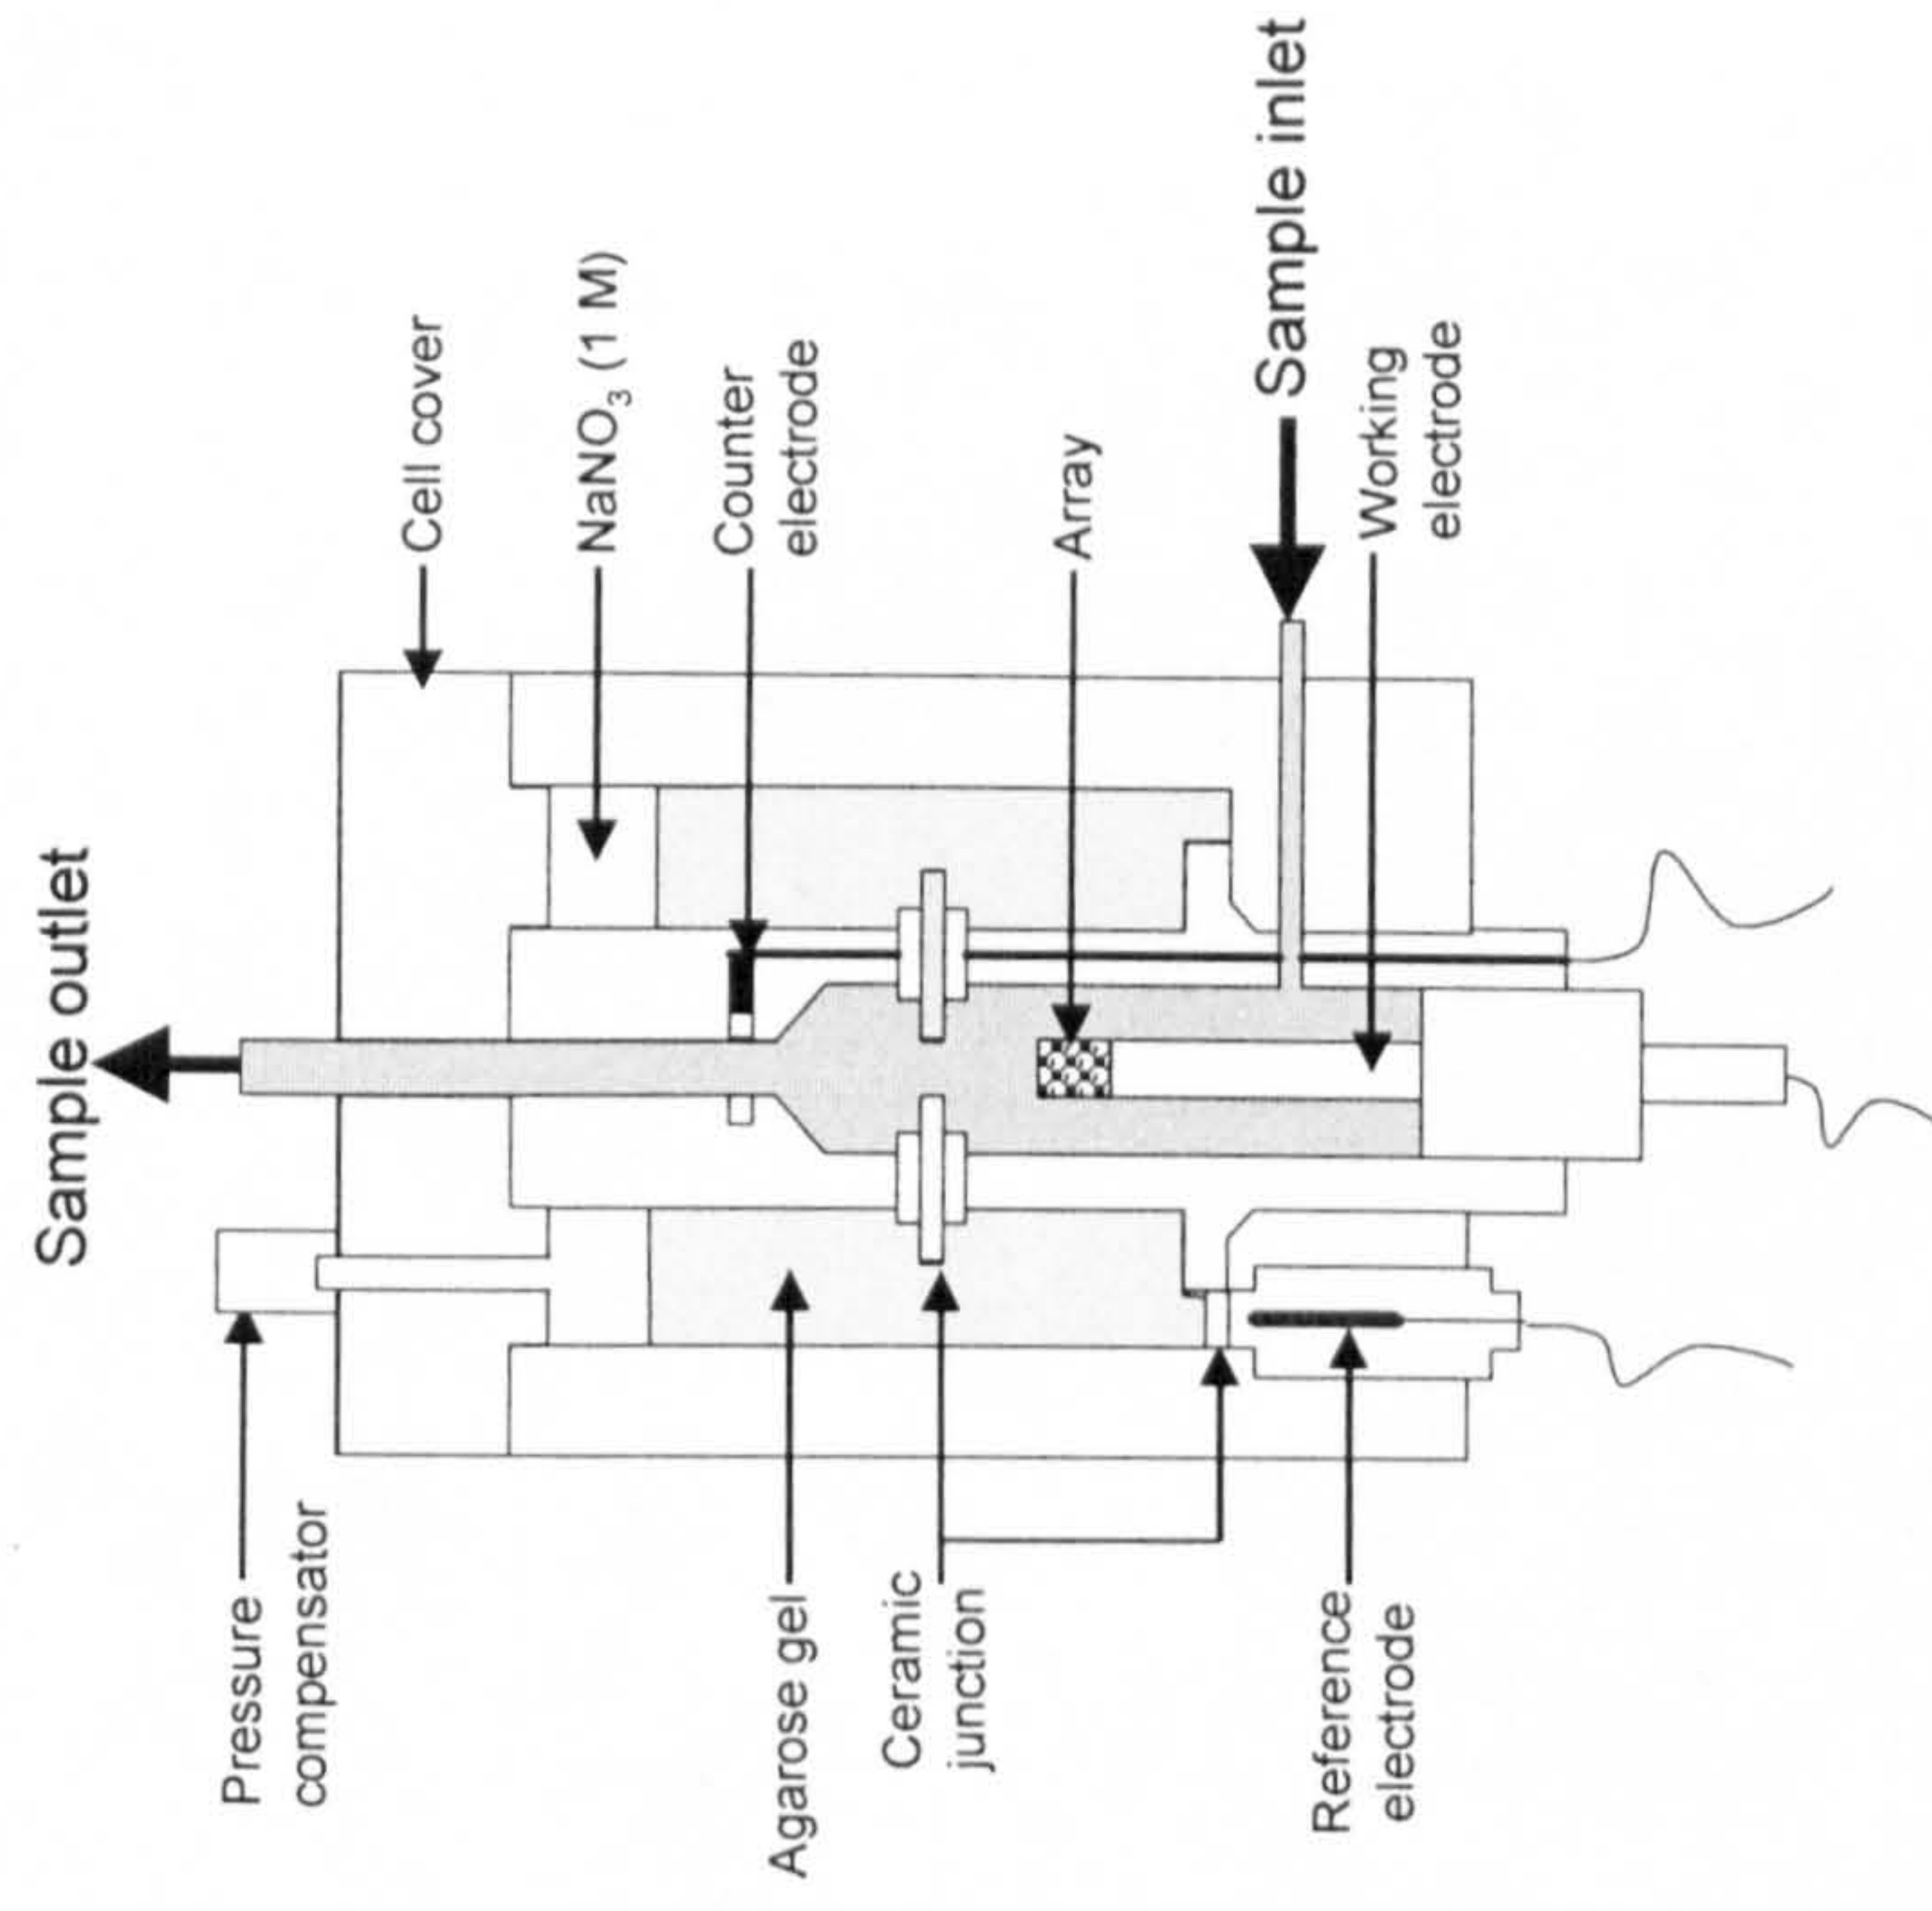 Sample outlet
Pressure
compensator
Cell cover
NaNO₃ (1 M)
Counter
electrode
Agarose gel
Ceramic
junction
Array
Sample inlet
Reference
electrode
Working
electrode